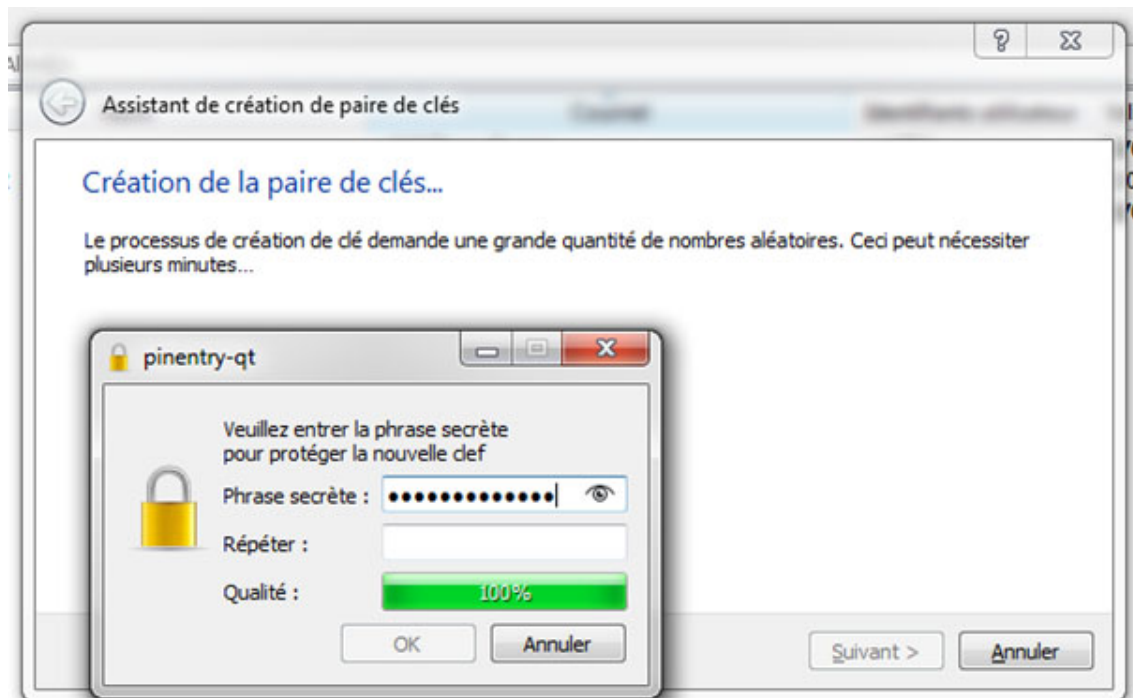 Assistant de création de paire de clés
Création de la paire de clés...
Le processus de création de clé demande une grande quantité de nombres aléatoires. Ceci peut nécessiter
plusieurs minutes...
pinentry-qt
Veuillez entrer la phrase secrète
pour protéger la nouvelle clef
Phrase secrète : •••••••••••••
Répéter :
Qualité : 100%
OK Annuler
Suivant > Annuler